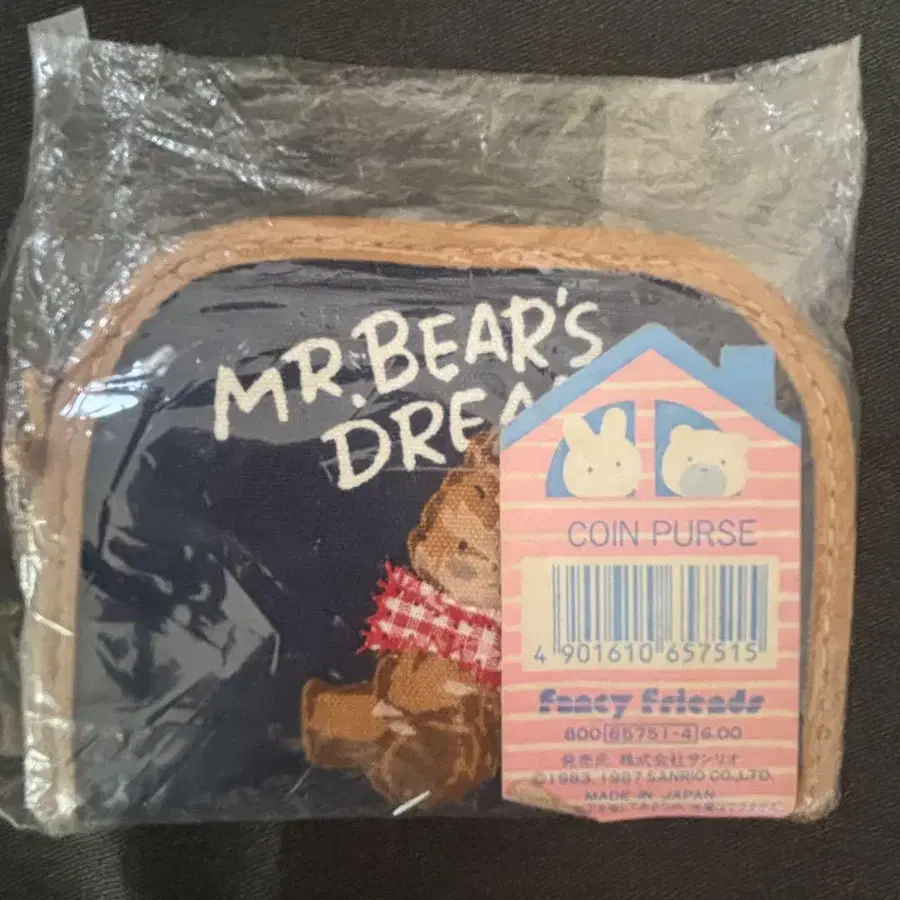 MR. BEAR'S
DREA
COIN PURSE
4 901610 657515
fancy friends
800 65751-4 6.00
発売元 株式会社サンリオ
©1983, 1987 SANRIO CO., LTD.
MADE IN JAPAN